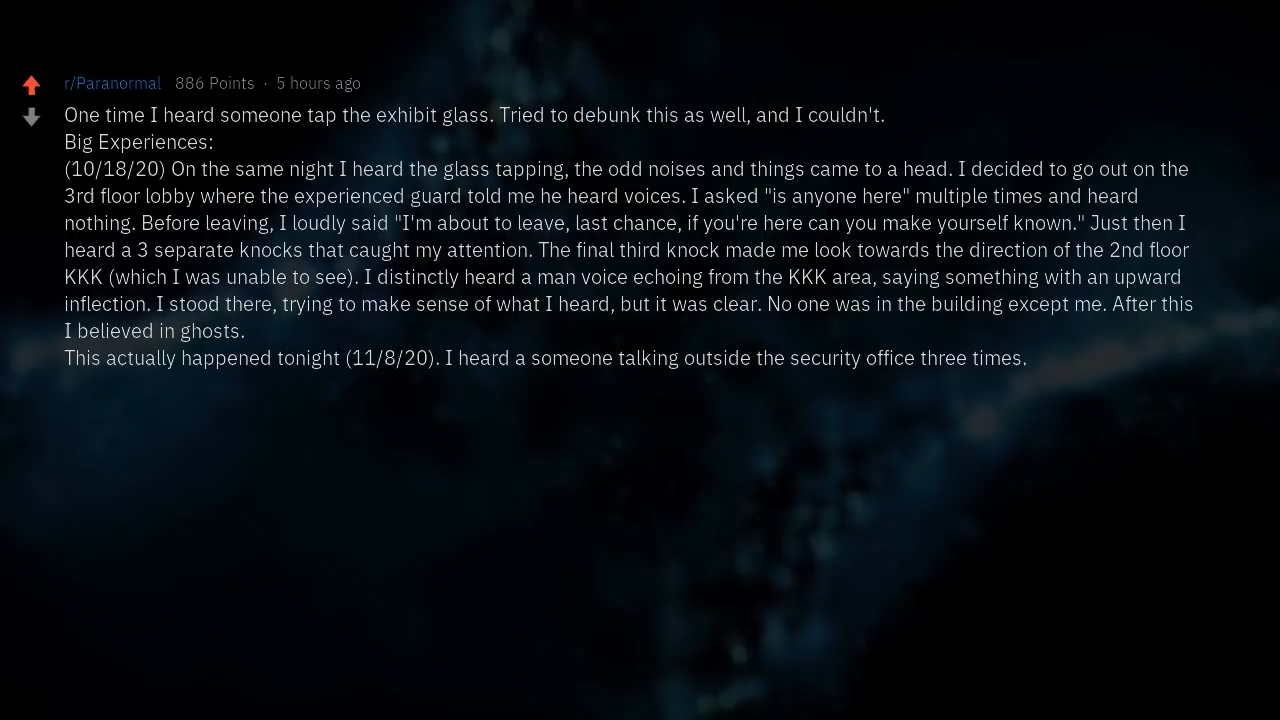 r/Paranormal 886 Points · 5 hours ago
One time I heard someone tap the exhibit glass. Tried to debunk this as well, and I couldn't.
Big Experiences:
(10/18/20) On the same night I heard the glass tapping, the odd noises and things came to a head. I decided to go out on the
3rd floor lobby where the experienced guard told me he heard voices. I asked "is anyone here" multiple times and heard
nothing. Before leaving, I loudly said "I'm about to leave, last chance, if you're here can you make yourself known." Just then I
heard a 3 separate knocks that caught my attention. The final third knock made me look towards the direction of the 2nd floor
KKK (which I was unable to see). I distinctly heard a man voice echoing from the KKK area, saying something with an upward
inflection. I stood there, trying to make sense of what I heard, but it was clear. No one was in the building except me. After this
I believed in ghosts.
This actually happened tonight (11/8/20). I heard a someone talking outside the security office three times.